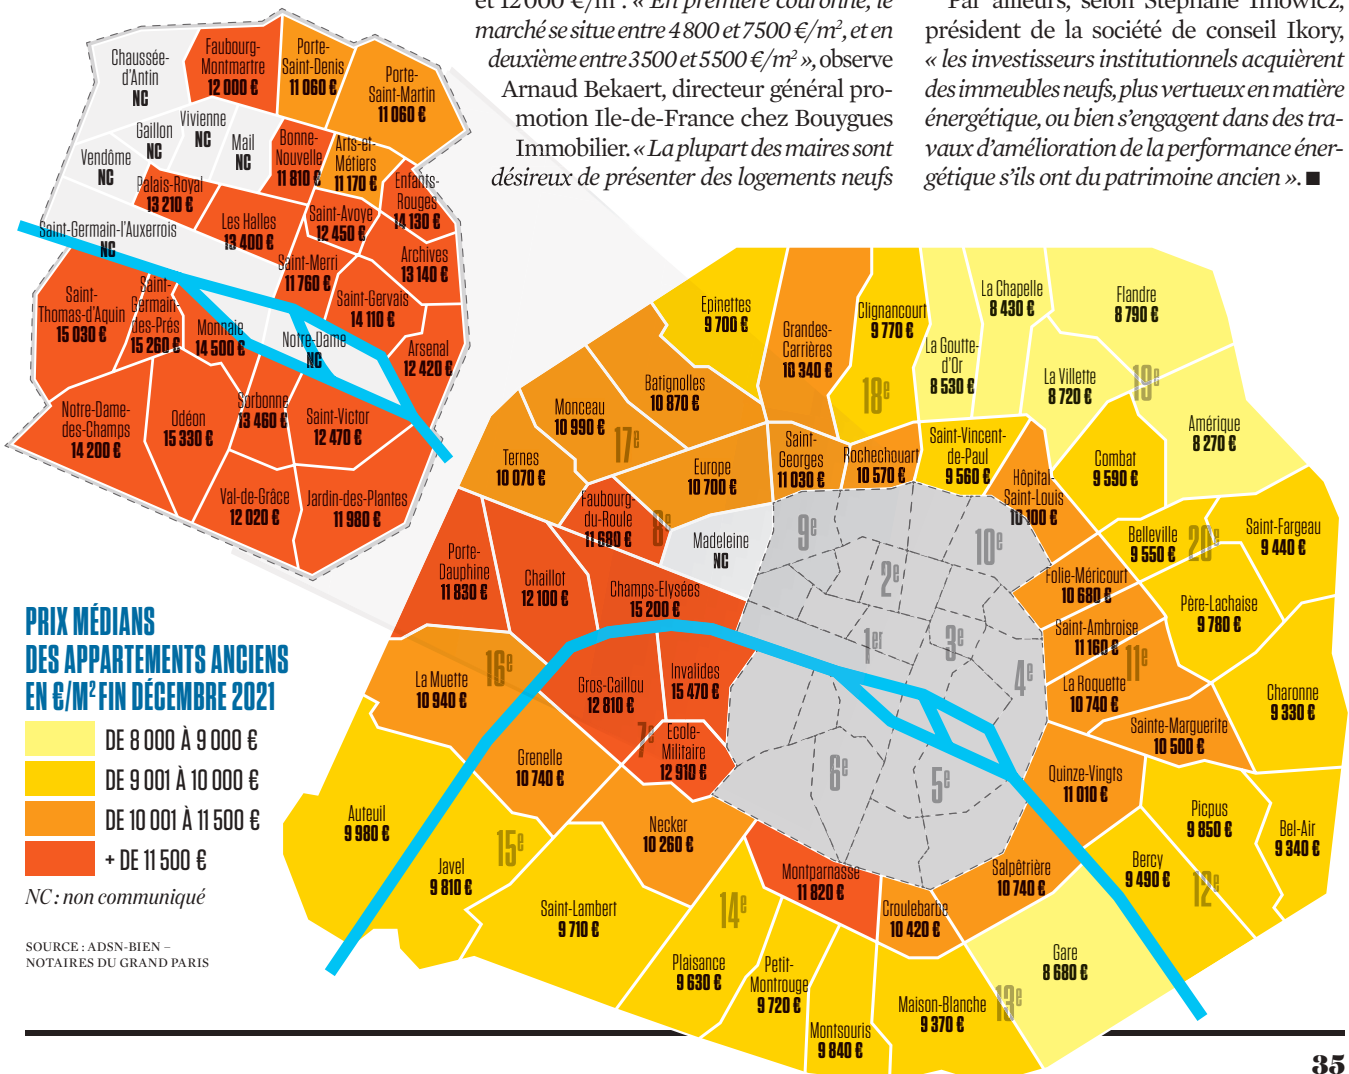 et 12 000 €/m². « En première couronne, le
marché se situe entre 4 800 et 7500 €/m², et en
deuxième entre 3500 et 5500 €/m² », observe
Arnaud Bekaert, directeur général pro-
motion Ile-de-France chez Bouygues
Immobilier. « La plupart des maires sont
désireux de présenter des logements neufs
Par ailleurs, selon Stéphane Imowicz,
président de la société de conseil Ikory,
« les investisseurs institutionnels acquièrent
des immeubles neufs, plus vertueux en matière
énergétique, ou bien s'engagent dans des tra-
vaux d'amélioration de la performance éner-
gétique s'ils ont du patrimoine ancien ». ■
Chaussée-
d'Antin
NC
Faubourg-
Montmartre
12 000 €
Porte-
Saint-Denis
11 060 €
Porte-
Saint-Martin
11 060 €
Gaillon
NC
Vivienne
NC
Mail
NC
Bonne-
Nouvelle
11 810 €
Arts-et-
Métiers
11 170 €
Vendôme
NC
Palais-Royal
13 210 €
Enfants-
Rouges
14 130 €
Les Halles
13 400 €
Saint-Avoye
12 450 €
Saint-Germain-l'Auxerrois
NC
Archives
13 140 €
Saint-Merri
11 760 €
Saint-Gervais
14 110 €
Saint-
Thomas-d'Aquin
15 030 €
Saint-
Germain-
des-Prés
15 260 €
Monnaie
14 500 €
Notre-Dame
NC
Arsenal
12 420 €
Notre-Dame-
des-Champs
14 200 €
Odéon
15 330 €
Sorbonne
13 460 €
Saint-Victor
12 470 €
Val-de-Grâce
12 020 €
Jardin-des-Plantes
11 980 €
Epinettes
9 700 €
Grandes-
Carrières
10 340 €
Clignancourt
9 770 €
18e
La Goutte-
d'Or
8 530 €
La Chapelle
8 430 €
Flandre
8 790 €
La Villette
8 720 €
19e
Amérique
8 270 €
Batignolles
10 870 €
Monceau
10 990 €
17e
Ternes
10 070 €
Europe
10 700 €
Saint-
Georges
11 030 €
Rochechouart
10 570 €
Saint-Vincent-
de-Paul
9 560 €
Hôpital-
Saint-Louis
10 100 €
Combat
9 590 €
Faubourg-
du-Roule
11 680 €
8e
Madeleine
NC
9e
10e
2e
1er
3e
4e
6e
5e
Belleville
9 550 €
20e
Saint-Fargeau
9 440 €
Folie-Méricourt
10 680 €
Père-Lachaise
9 780 €
Saint-Ambroise
11 160 €
11e
La Roquette
10 740 €
Charonne
9 330 €
Sainte-Marguerite
10 500 €
Porte-
Dauphine
11 830 €
Chaillot
12 100 €
Champs-Elysées
15 200 €
La Muette
10 940 €
16e
Gros-Caillou
12 810 €
Invalides
15 470 €
7e
Ecole-
Militaire
12 910 €
Grenelle
10 740 €
Quinze-Vingts
11 010 €
Auteuil
9 980 €
Javel
9 810 €
15e
Necker
10 260 €
Picpus
9 850 €
Bel-Air
9 340 €
Bercy
9 490 €
12e
Saint-Lambert
9 710 €
Montparnasse
11 820 €
14e
Croulebarbe
10 420 €
Salpêtrière
10 740 €
Plaisance
9 630 €
Petit-
Montrouge
9 720 €
Montsouris
9 840 €
Maison-Blanche
9 370 €
13e
Gare
8 680 €
PRIX MÉDIANS
DES APPARTEMENTS ANCIENS
EN €/M² FIN DÉCEMBRE 2021
DE 8 000 À 9 000 €
DE 9 001 À 10 000 €
DE 10 001 À 11 500 €
+ DE 11 500 €
NC : non communiqué
SOURCE : ADSN-BIEN –
NOTAIRES DU GRAND PARIS
35